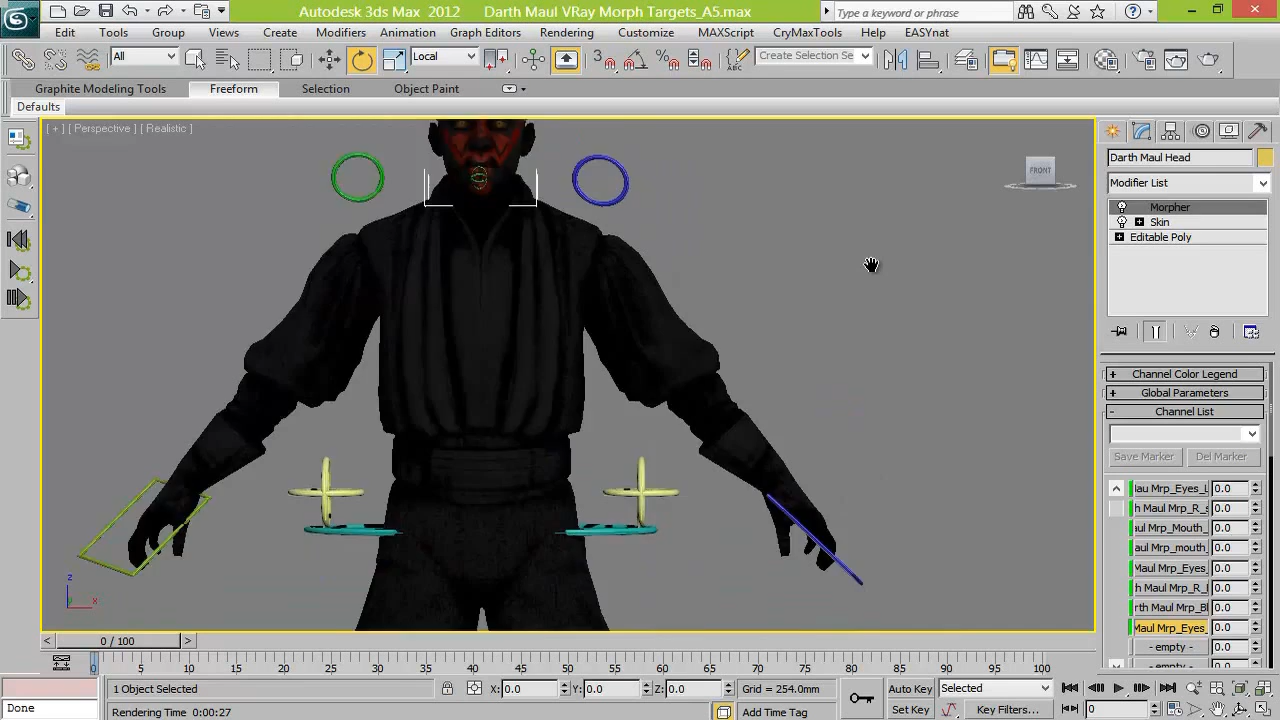 Autodesk 3ds Max 2012 Darth Maul VRay Morph Targets_A5.max
Type a keyword or phrase
Edit Tools Group Views Create Modifiers Animation Graph Editors Rendering Customize MAXScript CryMaxTools Help EASYnat
All Local Create Selection Se
Graphite Modeling Tools Freeform Selection Object Paint
Defaults
[ + ] [ Perspective ] [ Realistic ]
FRONT
Darth Maul Head
Modifier List
Morpher
Skin
Editable Poly
+ Channel Color Legend
+ Global Parameters
- Channel List
Save Marker Del Marker
lau Mrp_Eyes_L 0.0
h Maul Mrp_R_ 0.0
aul Mrp_Mouth_ 0.0
aul Mrp_mouth_ 0.0
Maul Mrp_Eyes_ 0.0
h Maul Mrp_R_l 0.0
rth Maul Mrp_Bl 0.0
Maul Mrp_Eyes_ 0.0
- empty - 0.0
- empty - 0.0
z
x
< 0 / 100 >
0 5 10 15 20 25 30 35 40 45 50 55 60 65 70 75 80 85 90 95 100
1 Object Selected X: 0.0 Y: 0.0 Z: 0.0 Grid = 254.0mm Auto Key Selected
Done Rendering Time 0:00:27 Add Time Tag Set Key Key Filters... 0